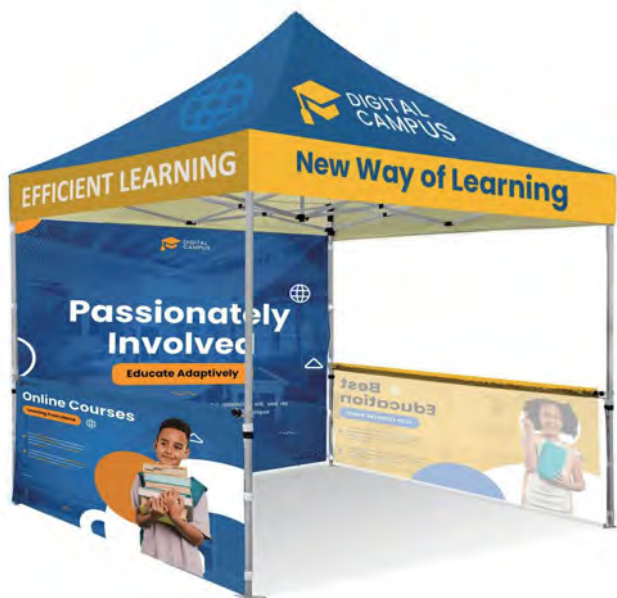 DIGITAL
CAMPUS
EFFICIENT LEARNING
New Way of Learning
DIGITAL
CAMPUS
Passionately
Involved
Educate Adaptively
Online Courses
Best
Education